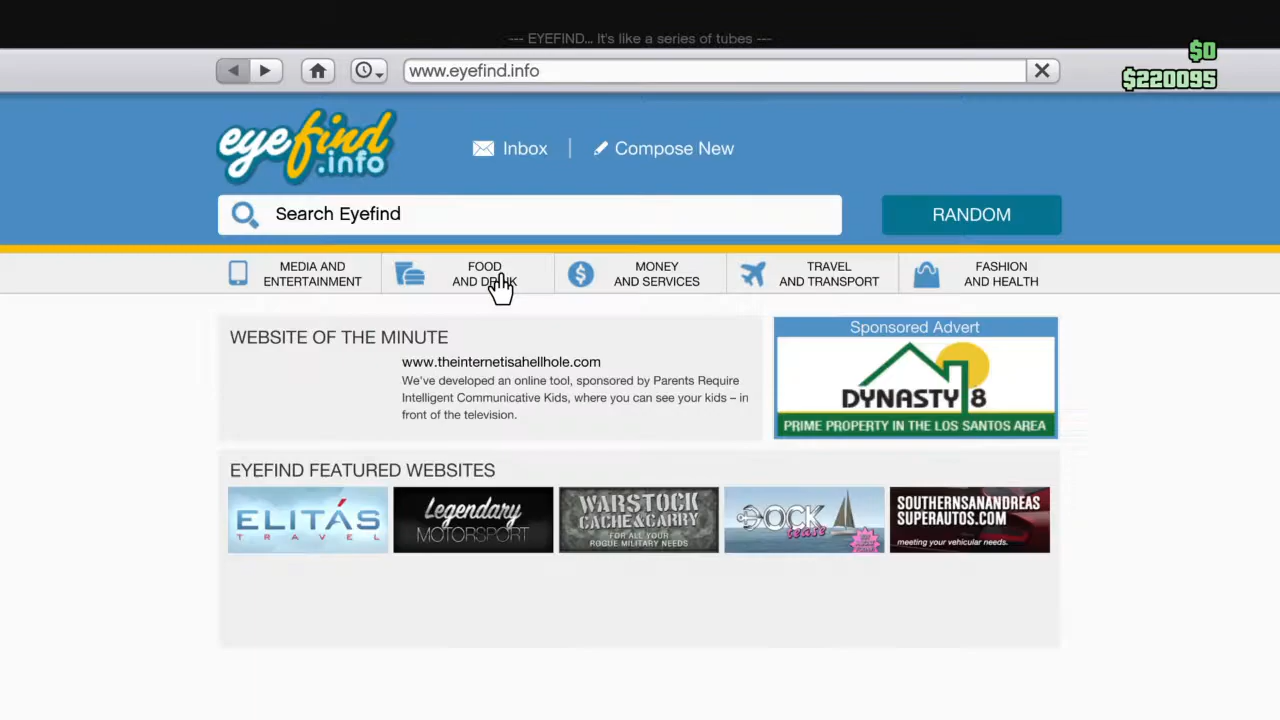 --- EYEFIND... It's like a series of tubes ---
$0
www.eyefind.info
$220095
eyefind.info
Inbox
Compose New
Search Eyefind
RANDOM
MEDIA AND ENTERTAINMENT
FOOD AND DRINK
MONEY AND SERVICES
TRAVEL AND TRANSPORT
FASHION AND HEALTH
WEBSITE OF THE MINUTE
www.theinternetisahellhole.com
We've developed an online tool, sponsored by Parents Require
Intelligent Communicative Kids, where you can see your kids – in
front of the television.
Sponsored Advert
DYNASTY 8
PRIME PROPERTY IN THE LOS SANTOS AREA
EYEFIND FEATURED WEBSITES
ELITÁS
TRAVEL
Legendary
MOTORSPORT
WARSTOCK
CACHE & CARRY
FOR ALL YOUR
ROGUE MILITARY NEEDS
DOCK
tease
SOUTHERNSANANDREAS
SUPERAUTOS.COM
meeting your vehicular needs.